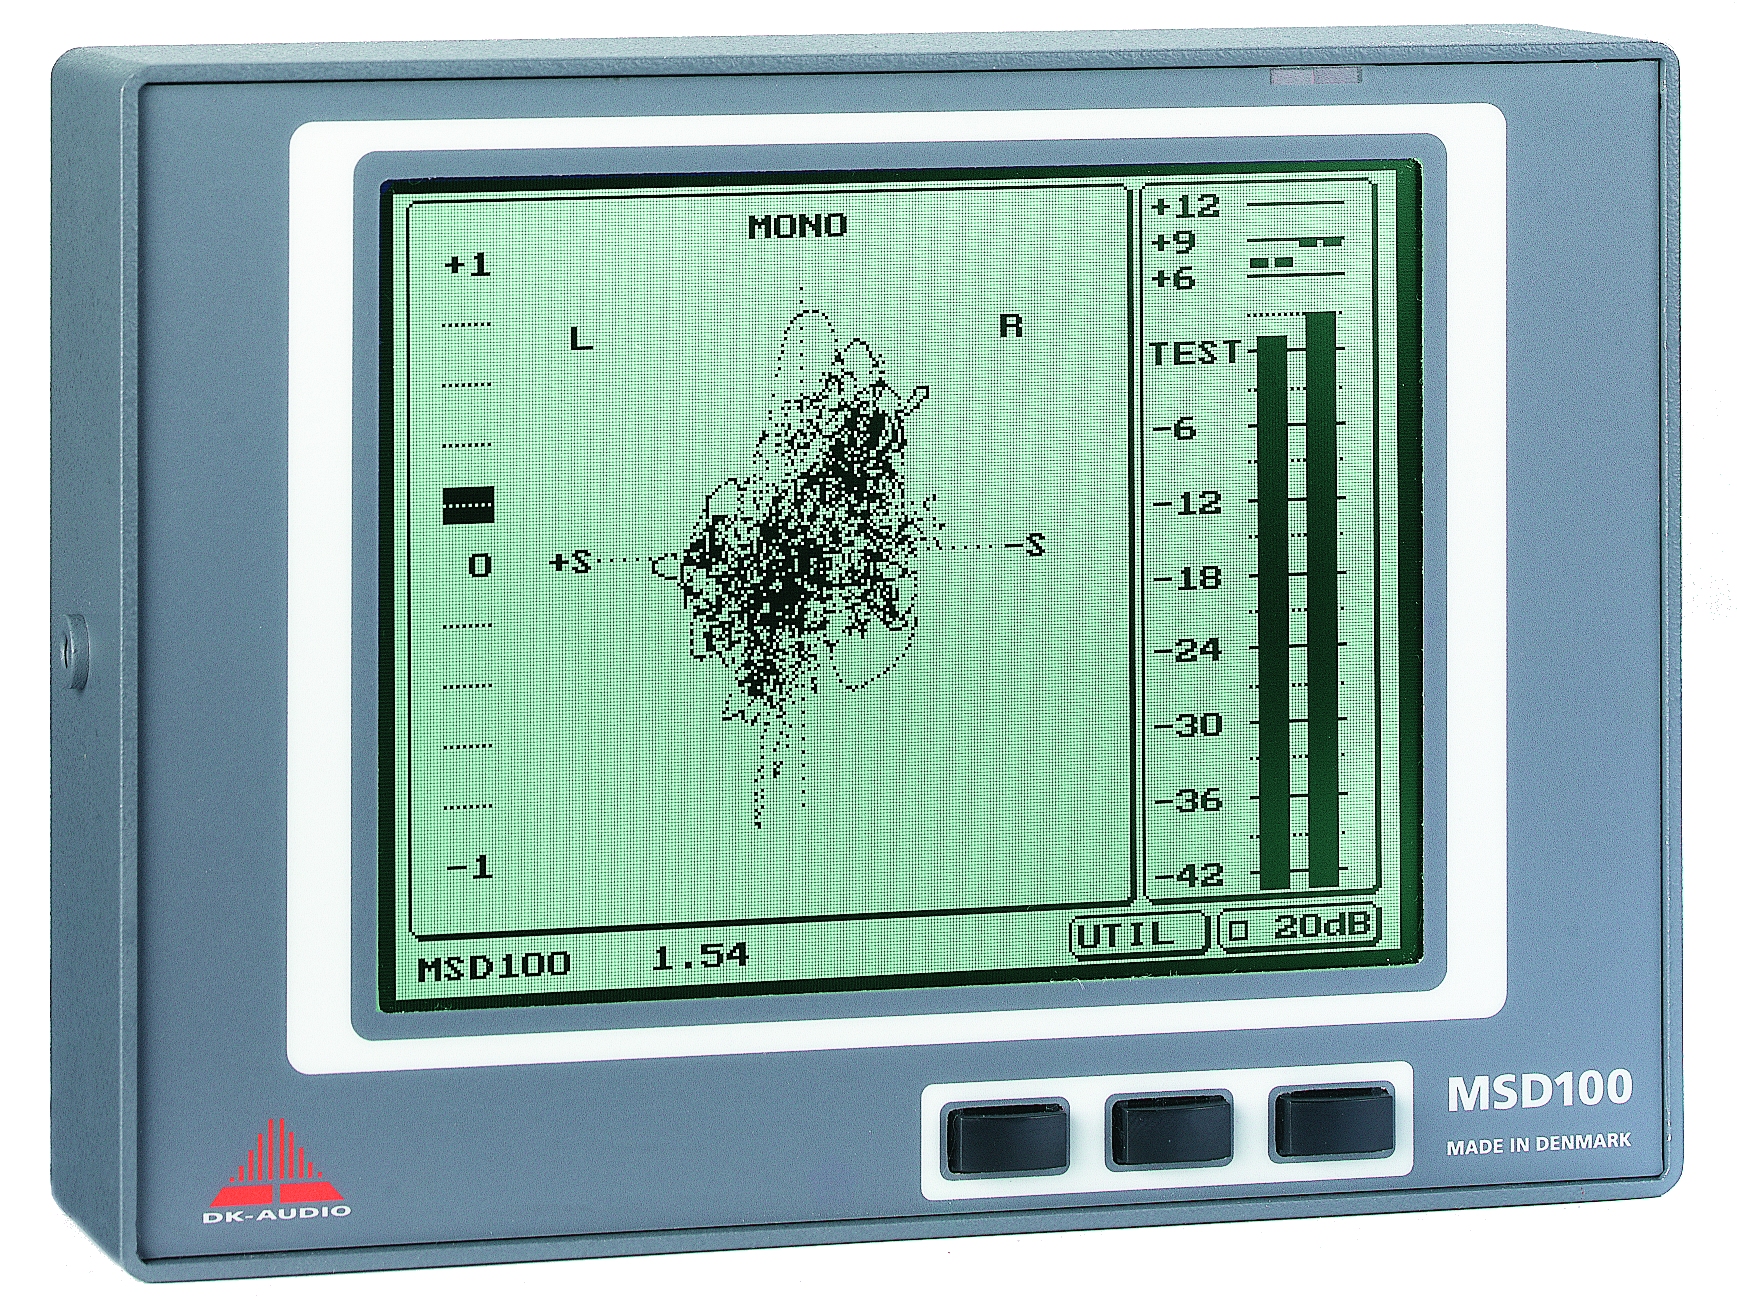 MONO
+1
L
R
0
+S
-S
-1
+12
+9
+6
TEST
-6
-12
-18
-24
-30
-36
-42
MSD100 1.54
UTIL
20dB
MSD100
MADE IN DENMARK
DK-AUDIO